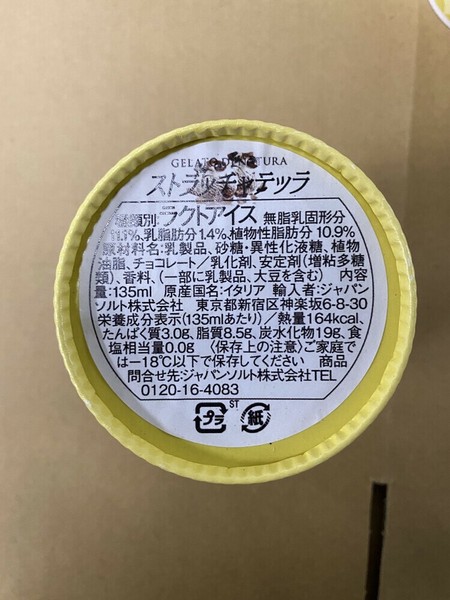 GELATO DI NATURA
ストラッチャテッラ
種類別:ラクトアイス 無脂乳固形分
11.1%、乳脂肪分1.4%、植物性脂肪分 10.9%
原材料名:乳製品、砂糖・異性化液糖、植物
油脂、チョコレート/乳化剤、安定剤(増粘多糖
類)、香料、(一部に乳製品、大豆を含む) 内容
量:135ml 原産国名:イタリア 輸入者:ジャパン
ソルト株式会社 東京都新宿区神楽坂6-8-30
栄養成分表示(135mlあたり)/熱量164kcal、
たんぱく質3.0g、脂質8.5g、炭水化物19g、食
塩相当量0.0g 〈保存上の注意〉ご家庭で
は−18℃以下で保存してください 商品
問合せ先:ジャパンソルト株式会社TEL
0120-16-4083
プラ ST 紙